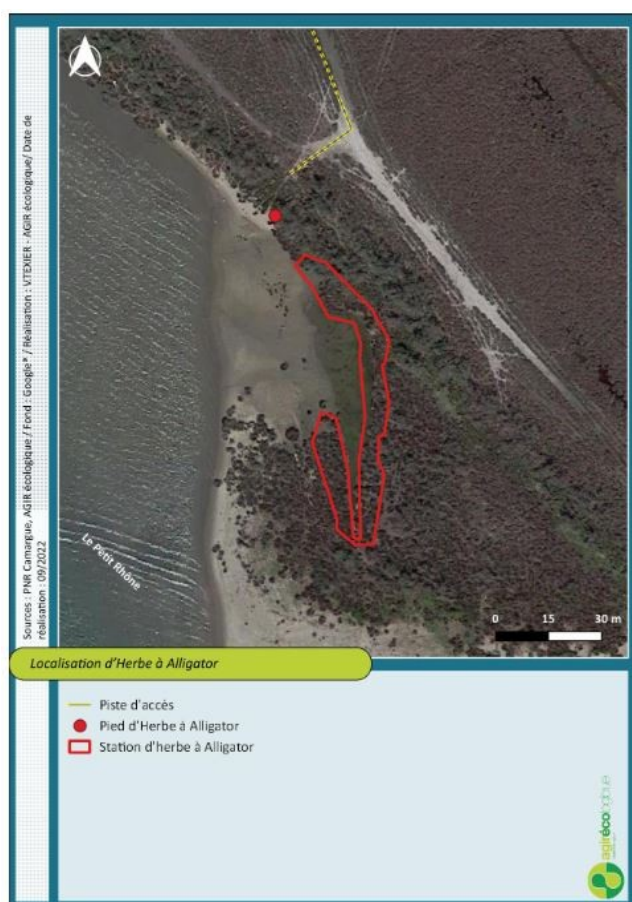 Sources : PNR Camargue, AGIR écologique / Fond : Google® / Réalisation : V.TEXIER - AGIR écologique/ Date de
réalisation : 09/2022
Le Petit Rhône
0 15 30 m
Localisation d'Herbe à Alligator
Piste d'accès
Pied d'Herbe à Alligator
Station d'herbe à Alligator
agirécologique